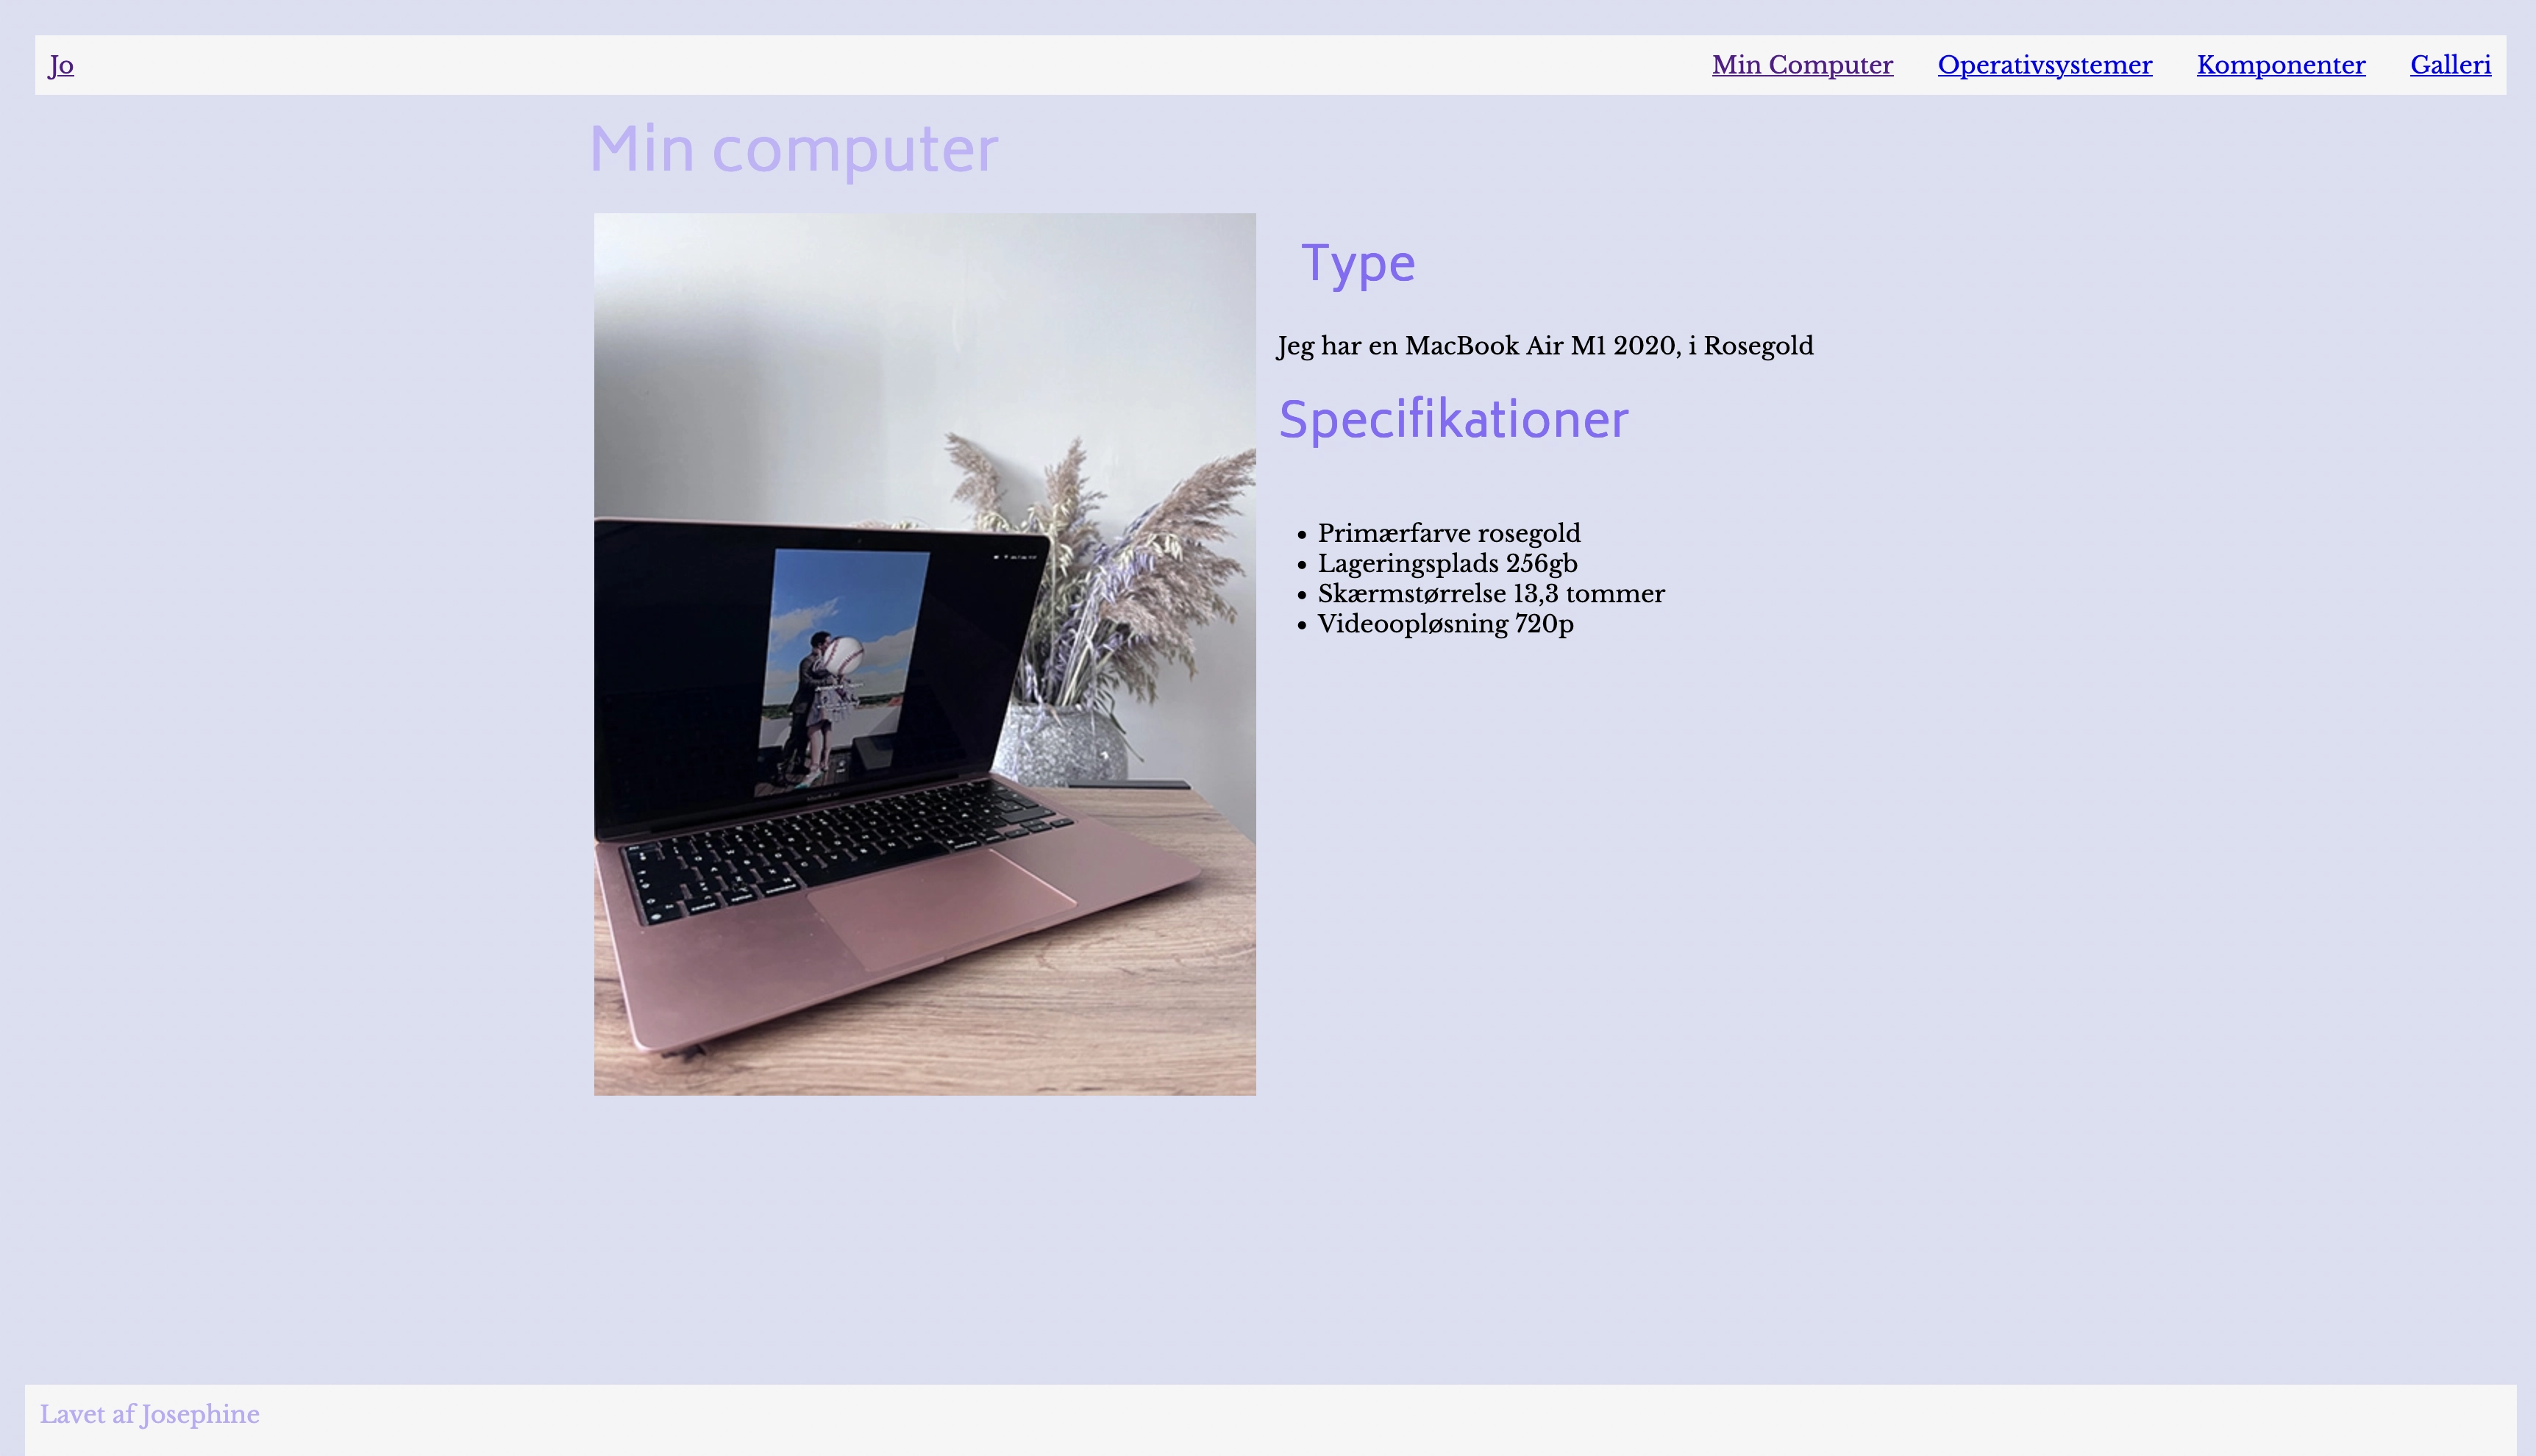 Jo
Min Computer
Operativsystemer
Komponenter
Galleri
Min computer
Type
Jeg har en MacBook Air M1 2020, i Rosegold
Specifikationer
Primærfarve rosegold
Lageringsplads 256gb
Skærmstørrelse 13,3 tommer
Videoopløsning 720p
Lavet af Josephine